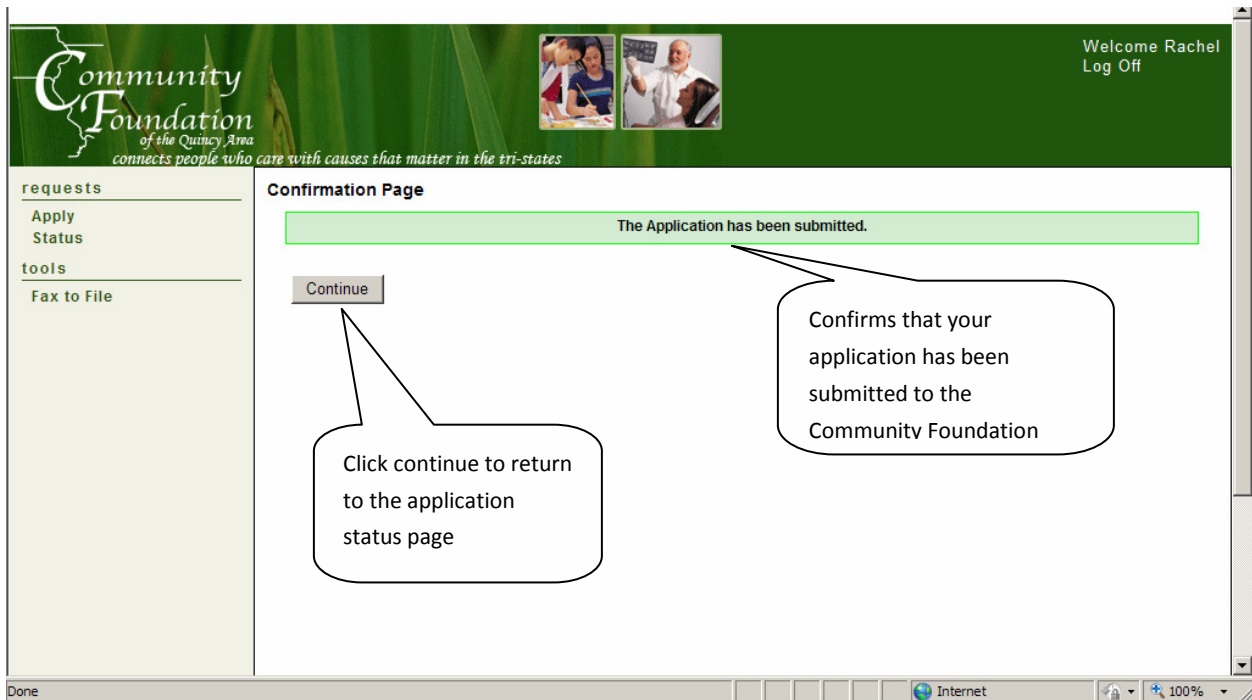 Community
Foundation
of the Quincy Area
connects people who care with causes that matter in the tri-states
Welcome Rachel
Log Off
requests
Apply
Status
tools
Fax to File
Confirmation Page
The Application has been submitted.
Continue
Confirms that your
application has been
submitted to the
Community Foundation
Click continue to return
to the application
status page
Done
Internet
100%